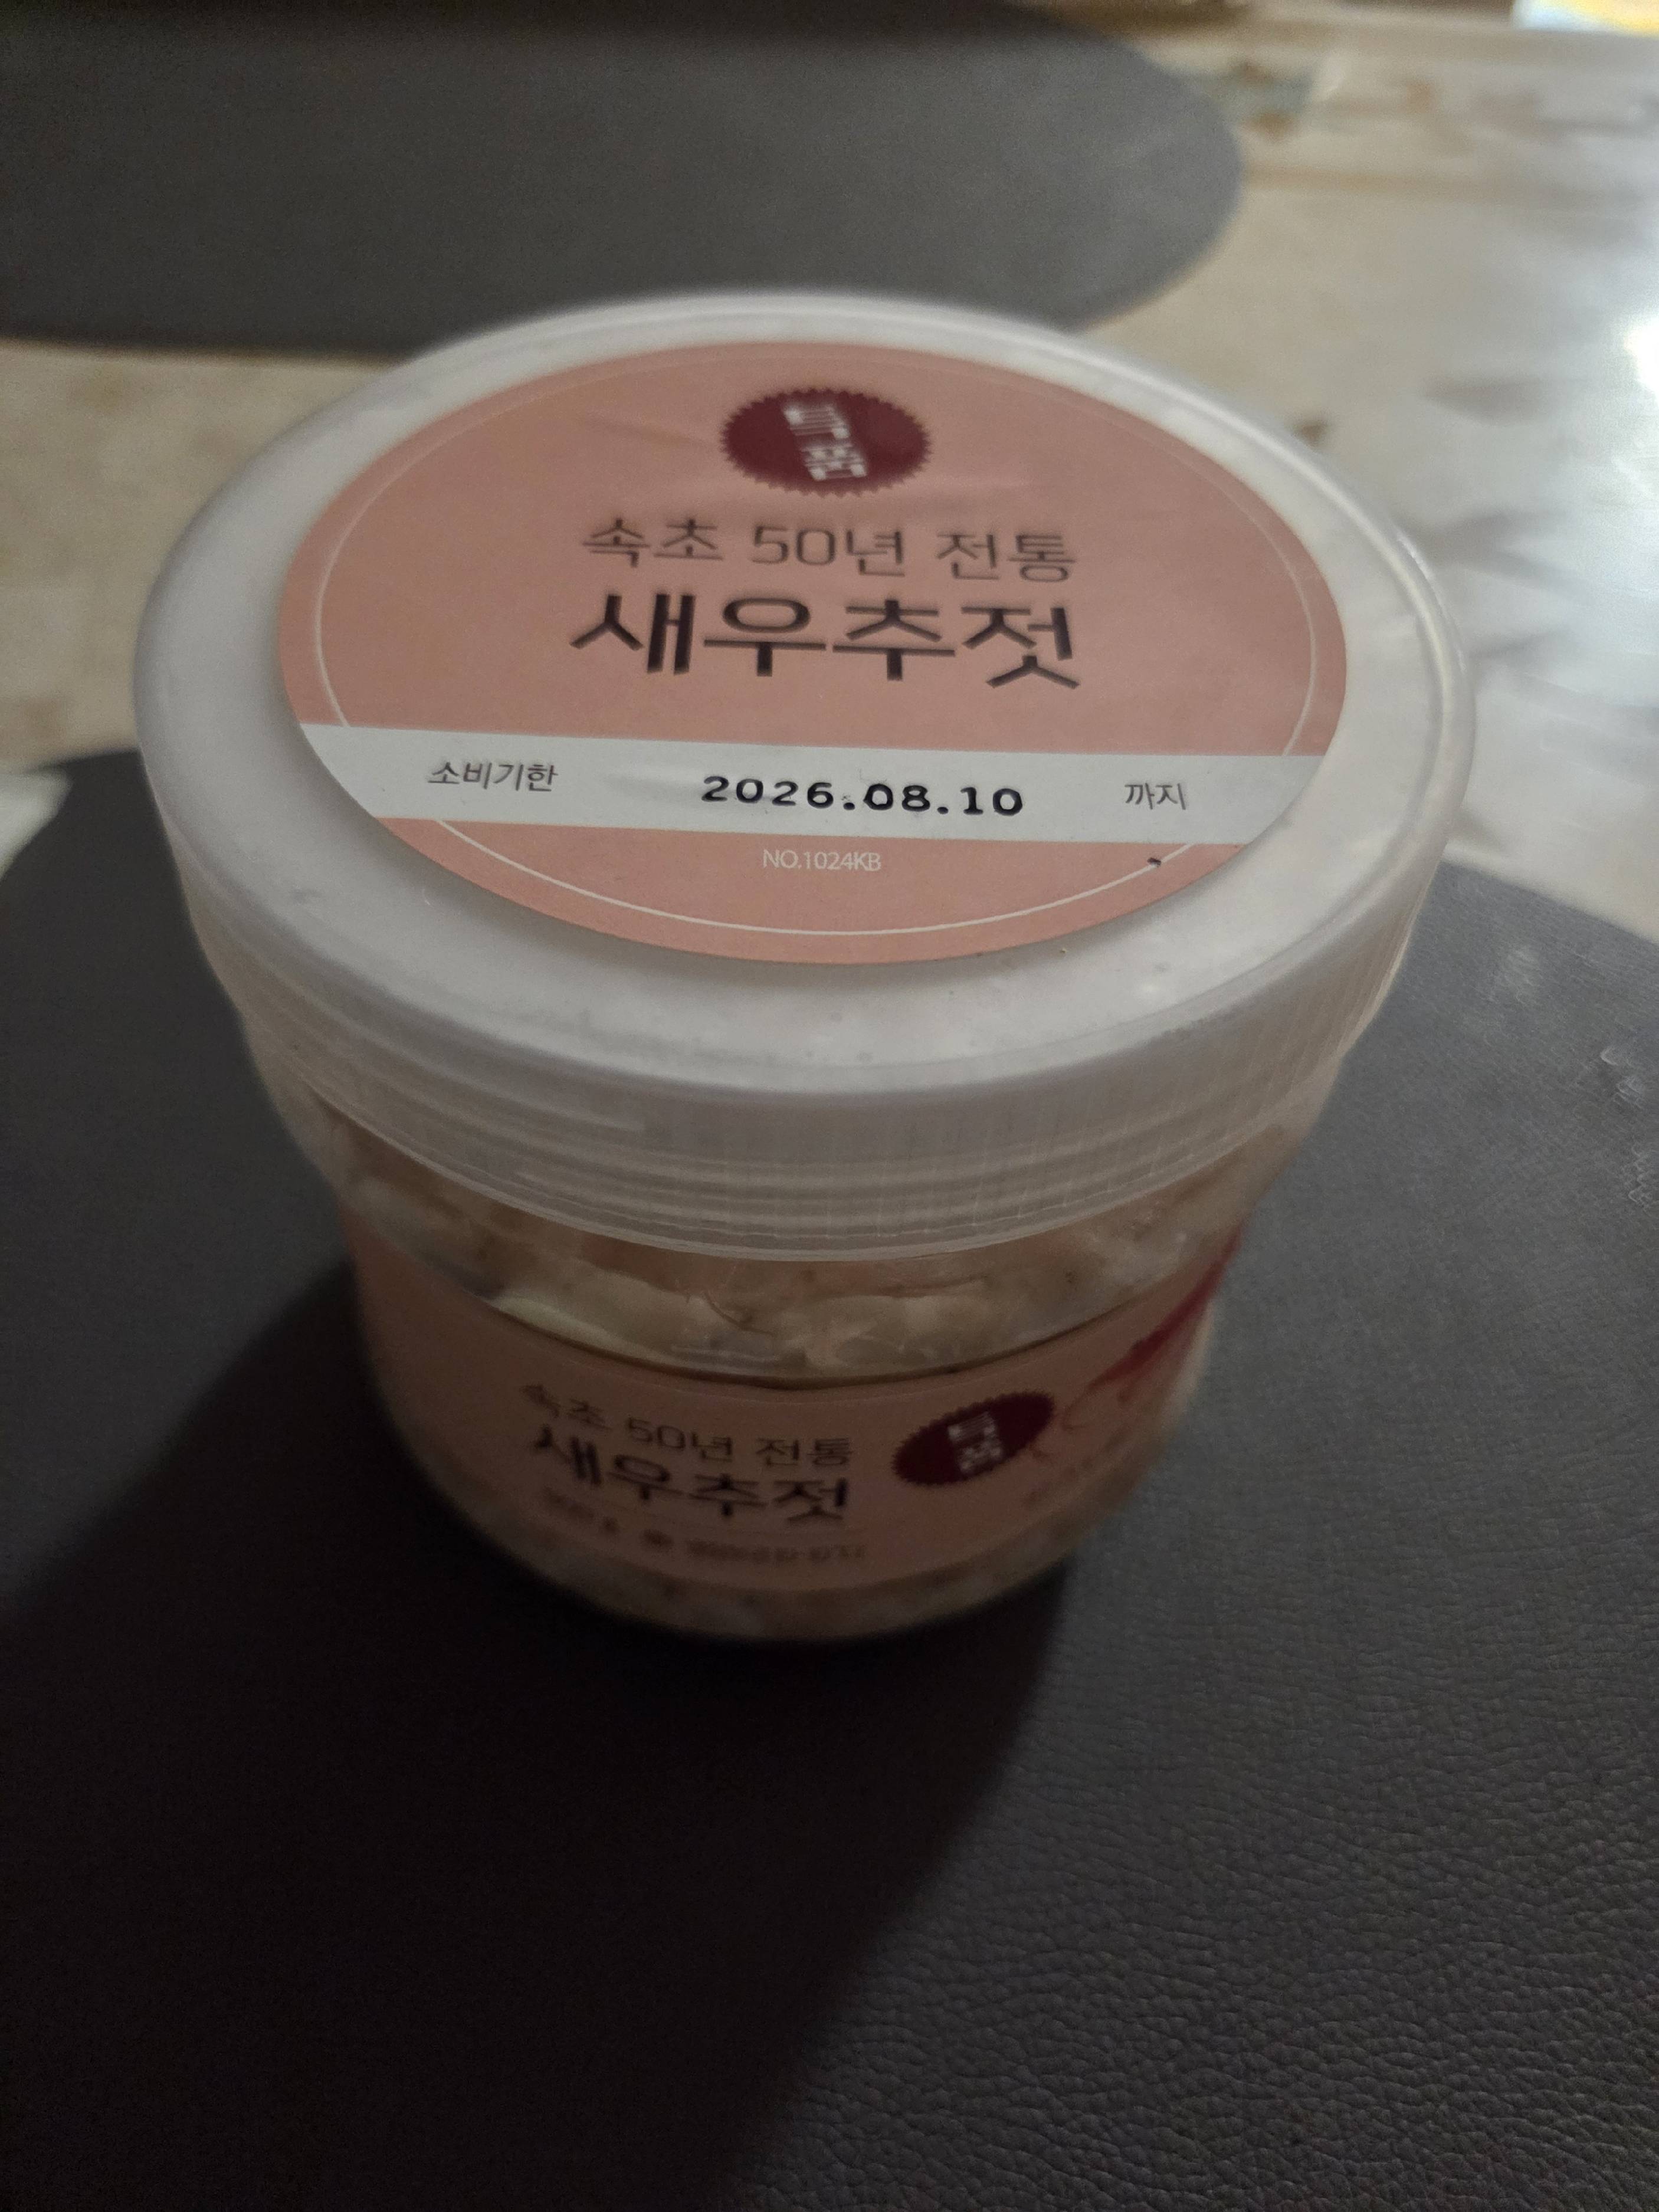 특품
속초 50년 전통
새우추젓
소비기한 2026.08.10 까지
NO.1024KB
속초 50년 전통
새우추젓
특품